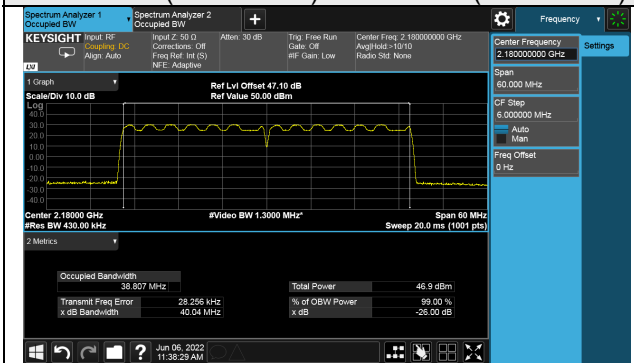 Spectrum Analyzer 1
Occupied BW
Spectrum Analyzer 2
Occupied BW
+
Frequency
KEYSIGHT
Input: RF
Coupling: DC
Align: Auto
Input Z: 50 Ω
Corrections: Off
Freq Ref: Int (S)
NFE: Adaptive
Atten: 30 dB
Trig: Free Run
Gate: Off
#IF Gain: Low
Center Freq: 2.180000000 GHz
Avg|Hold:>10/10
Radio Std: None
LXI
Center Frequency
2.180000000 GHz
Settings
Span
60.000 MHz
CF Step
6.000000 MHz
Auto
Man
Freq Offset
0 Hz
1 Graph
Scale/Div 10.0 dB
Ref Lvl Offset 47.10 dB
Ref Value 50.00 dBm
Log
40.0
30.0
20.0
10.0
0.00
-10.0
-20.0
-30.0
-40.0
Center 2.18000 GHz
#Res BW 430.00 kHz
#Video BW 1.3000 MHz*
Span 60 MHz
Sweep 20.0 ms (1001 pts)
2 Metrics
Occupied Bandwidth
38.807 MHz
Total Power 46.9 dBm
Transmit Freq Error 28.256 kHz
% of OBW Power 99.00 %
x dB Bandwidth 40.04 MHz
x dB -26.00 dB
?
Jun 06, 2022
11:38:29 AM